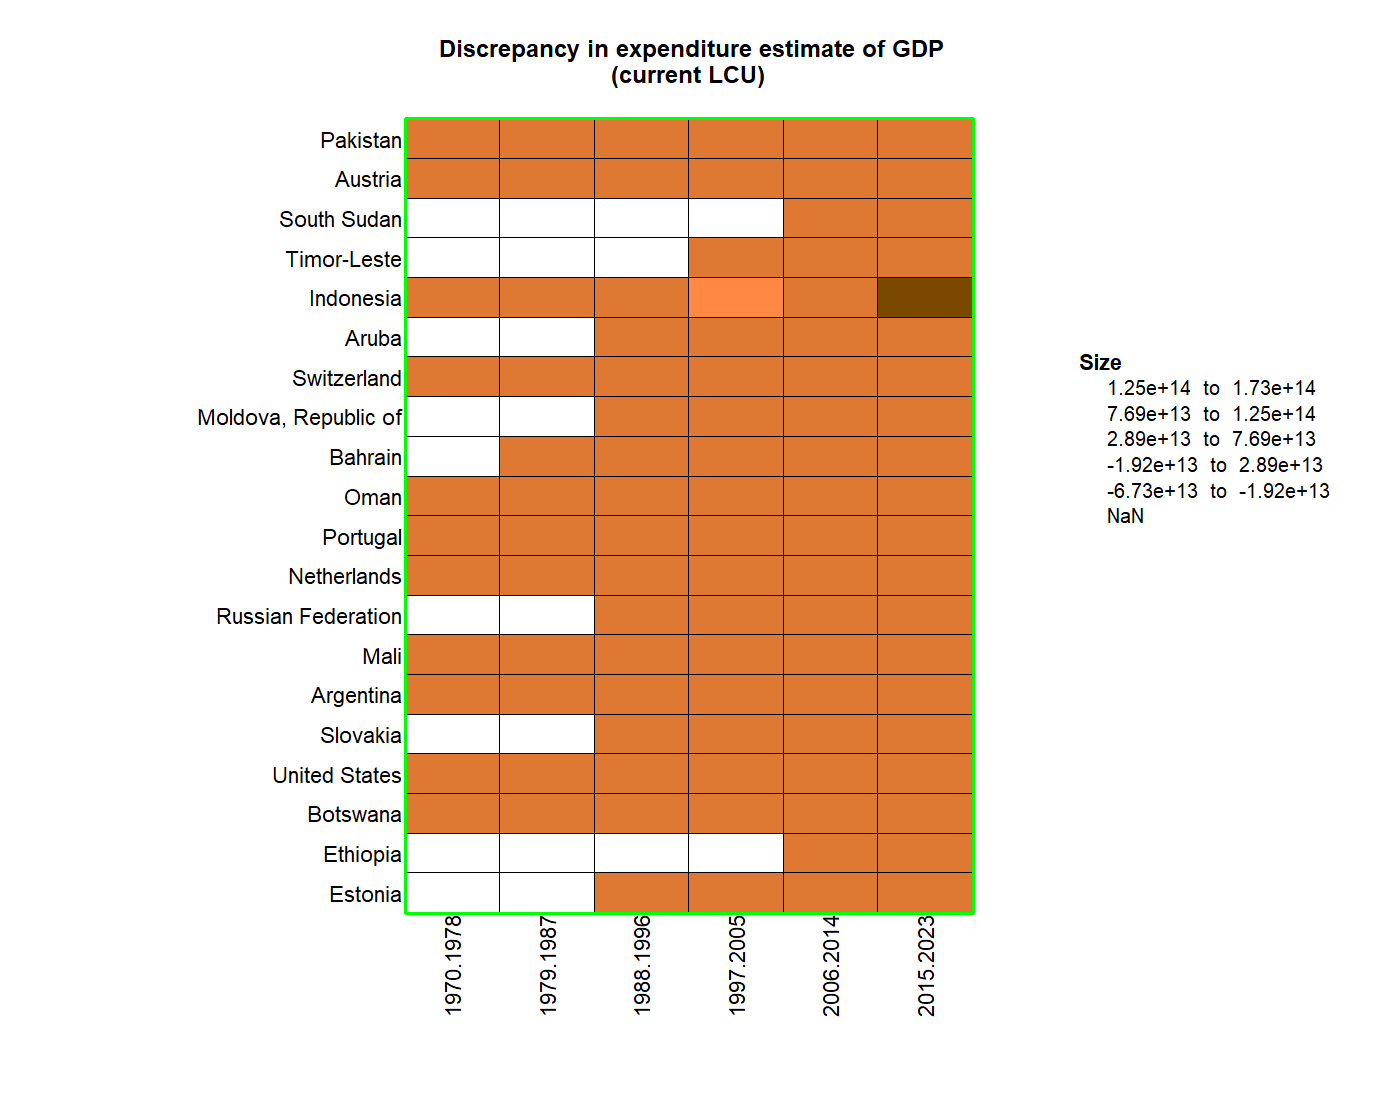 Discrepancy in expenditure estimate of GDP
(current LCU)
Pakistan
Austria
South Sudan
Timor-Leste
Indonesia
Aruba
Switzerland
Moldova, Republic of
Bahrain
Oman
Portugal
Netherlands
Russian Federation
Mali
Argentina
Slovakia
United States
Botswana
Ethiopia
Estonia
1970.1978
1979.1987
1988.1996
1997.2005
2006.2014
2015.2023
Size
1.25e+14 to 1.73e+14
7.69e+13 to 1.25e+14
2.89e+13 to 7.69e+13
-1.92e+13 to 2.89e+13
-6.73e+13 to -1.92e+13
NaN